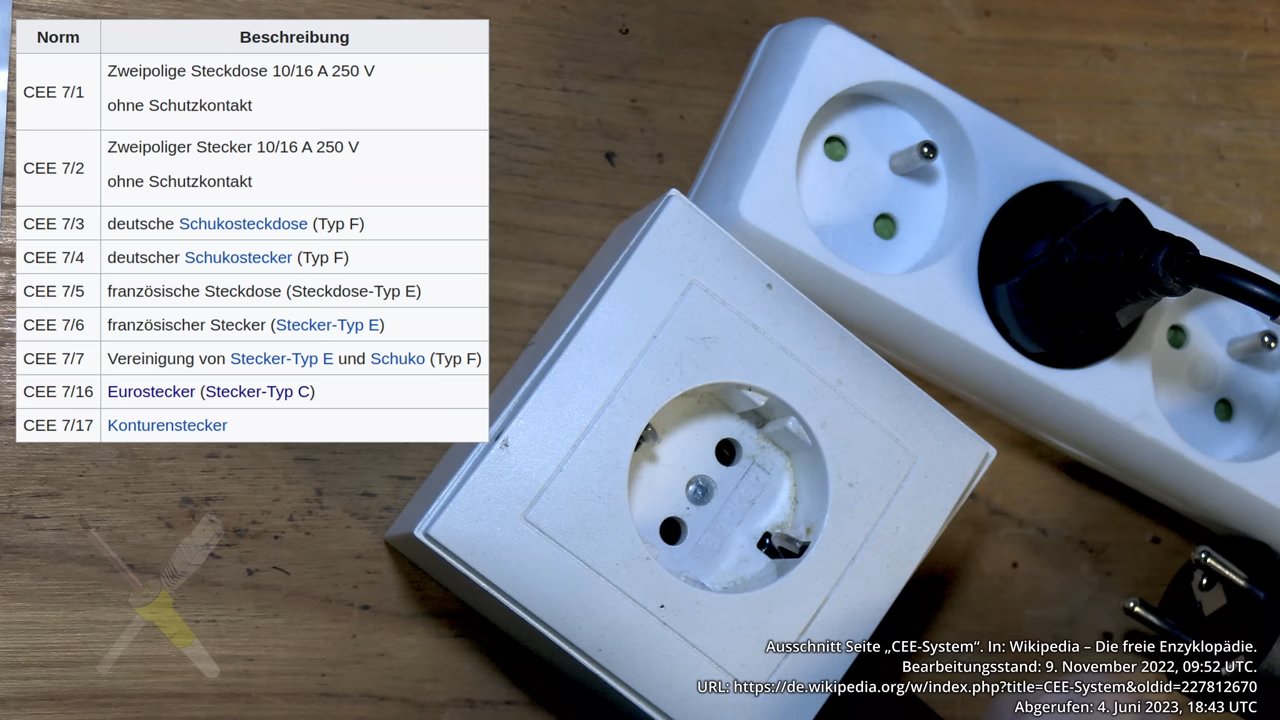 Norm Beschreibung
CEE 7/1 Zweipolige Steckdose 10/16 A 250 V
ohne Schutzkontakt
CEE 7/2 Zweipoliger Stecker 10/16 A 250 V
ohne Schutzkontakt
CEE 7/3 deutsche Schukosteckdose (Typ F)
CEE 7/4 deutscher Schukostecker (Typ F)
CEE 7/5 französische Steckdose (Steckdose-Typ E)
CEE 7/6 französischer Stecker (Stecker-Typ E)
CEE 7/7 Vereinigung von Stecker-Typ E und Schuko (Typ F)
CEE 7/16 Eurostecker (Stecker-Typ C)
CEE 7/17 Konturenstecker
Ausschnitt Seite „CEE-System“. In: Wikipedia – Die freie Enzyklopädie.
Bearbeitungsstand: 9. November 2022, 09:52 UTC.
URL: https://de.wikipedia.org/w/index.php?title=CEE-System&oldid=227812670
Abgerufen: 4. Juni 2023, 18:43 UTC